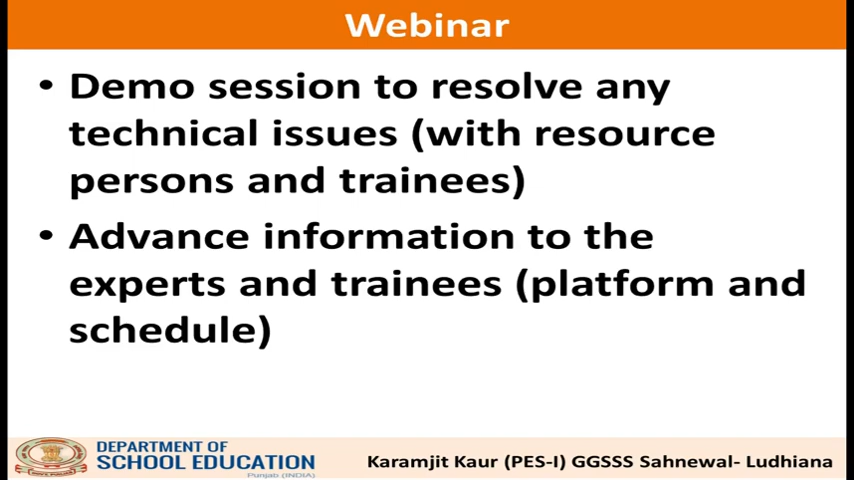 Webinar
• Demo session to resolve any
technical issues (with resource
persons and trainees)
• Advance information to the
experts and trainees (platform and
schedule)
DEPARTMENT OF
SCHOOL EDUCATION
Punjab (INDIA)
Karamjit Kaur (PES-I) GGSSS Sahnewal- Ludhiana